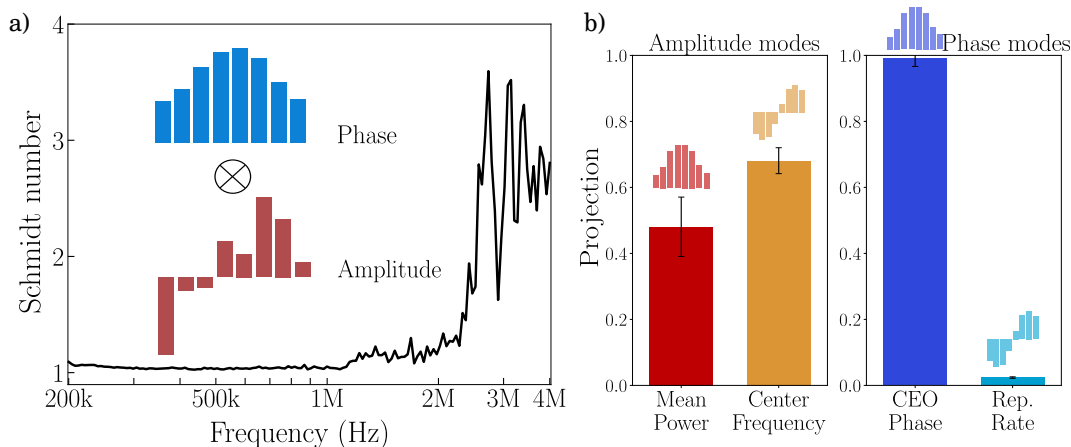 a)
4
3
2
1
Schmidt number
Phase
Amplitude
200k
500k
1M
2M
3M
4M
Frequency (Hz)
b)
Amplitude modes
Phase modes
1.0
0.8
0.6
0.4
0.2
0.0
Projection
1.0
0.8
0.6
0.4
0.2
0.0
Mean
Power
Center
Frequency
CEO
Phase
Rep.
Rate